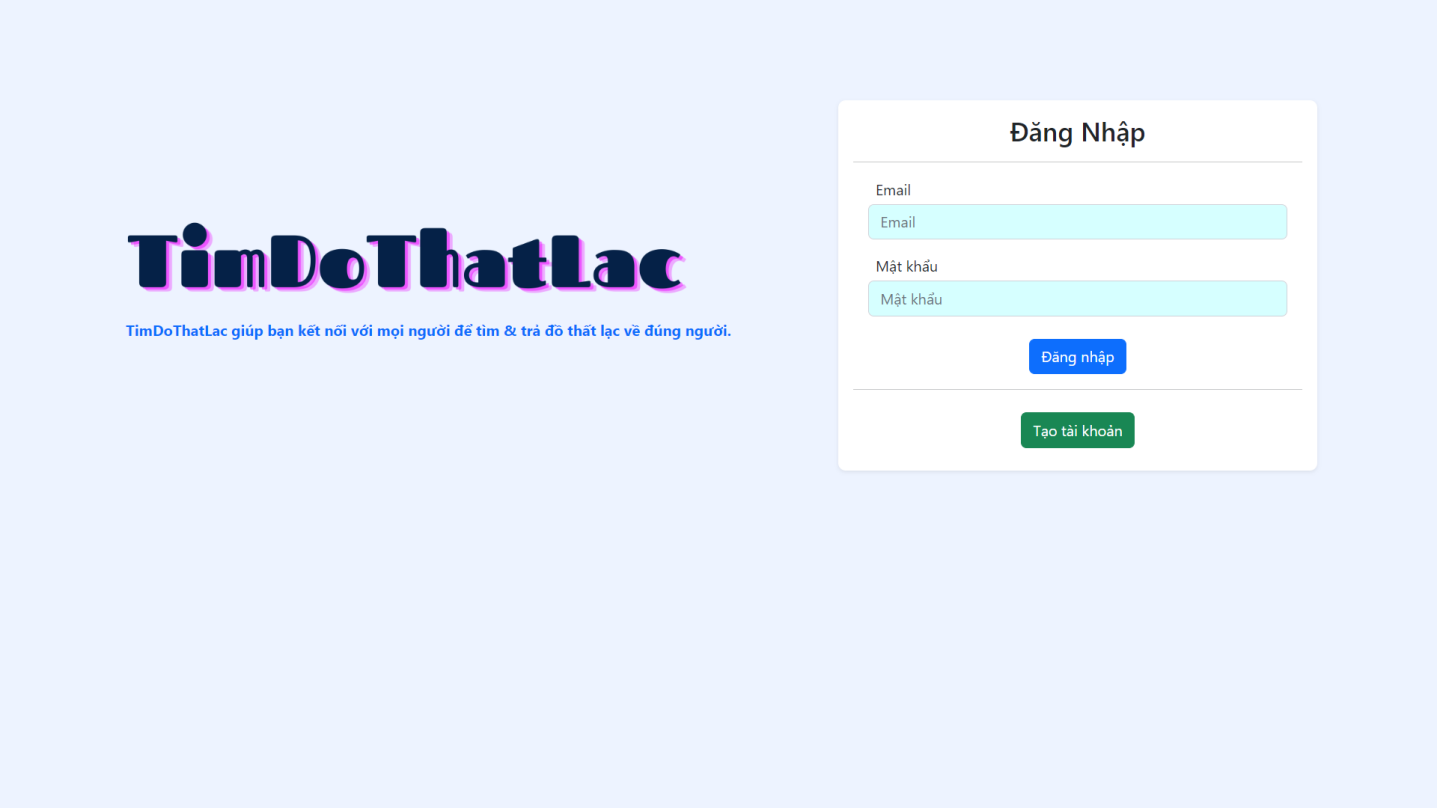 TimDoThatLac
TimDoThatLac giúp bạn kết nối với mọi người để tìm & trả đồ thất lạc về đúng người.
Đăng Nhập
Email
Email
Mật khẩu
Mật khẩu
Đăng nhập
Tạo tài khoản